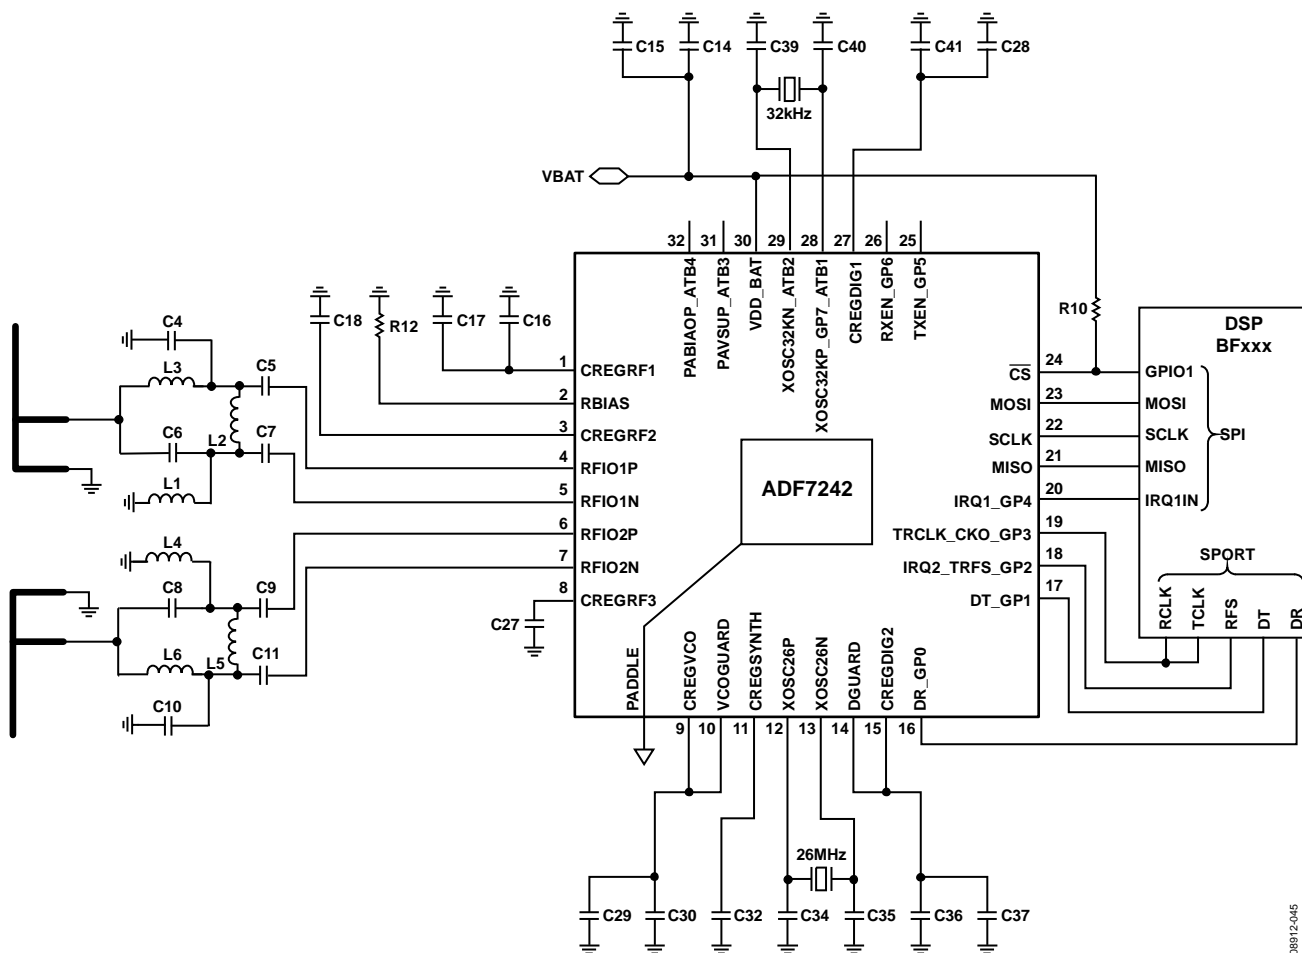 C15 C14 C39 C40 C41 C28
32kHz
VBAT
32 31 30 29 28 27 26 25
PABIAOP_ATB4
PAVSUP_ATB3
VDD_BAT
XOSC32KN_ATB2
XOSC32KP_GP7_ATB1
CREGDIG1
RXEN_GP6
TXEN_GP5
C18 R12 C17 C16
R10
DSP
BFxxx
C4
L3
C5
C6
L2
C7
L1
L4
C8
C9
L6
L5
C11
C10
1 CREGRF1
2 RBIAS
3 CREGRF2
4 RFIO1P
5 RFIO1N
6 RFIO2P
7 RFIO2N
8 CREGRF3
C27
ADF7242
CS 24 GPIO1
MOSI 23 MOSI
SCLK 22 SCLK
MISO 21 MISO
IRQ1_GP4 20 IRQ1IN
SPI
TRCLK_CKO_GP3 19
IRQ2_TRFS_GP2 18
DT_GP1 17
SPORT
RCLK
TCLK
RFS
DT
DR
PADDLE
CREGVCO
VCOGUARD
CREGSYNTH
XOSC26P
XOSC26N
DGUARD
CREGDIG2
DR_GP0
9 10 11 12 13 14 15 16
26MHz
C29 C30 C32 C34 C35 C36 C37
08912-045